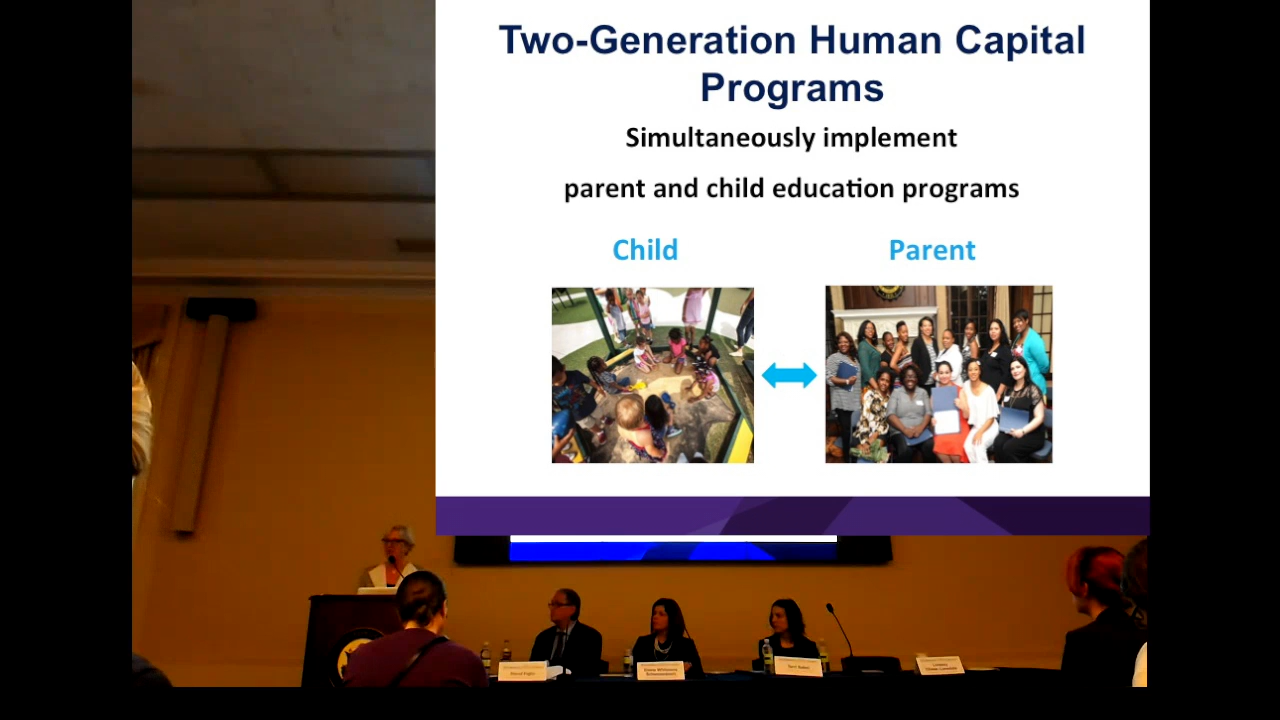 Two-Generation Human Capital
Programs
Simultaneously implement
parent and child education programs
Child
Parent